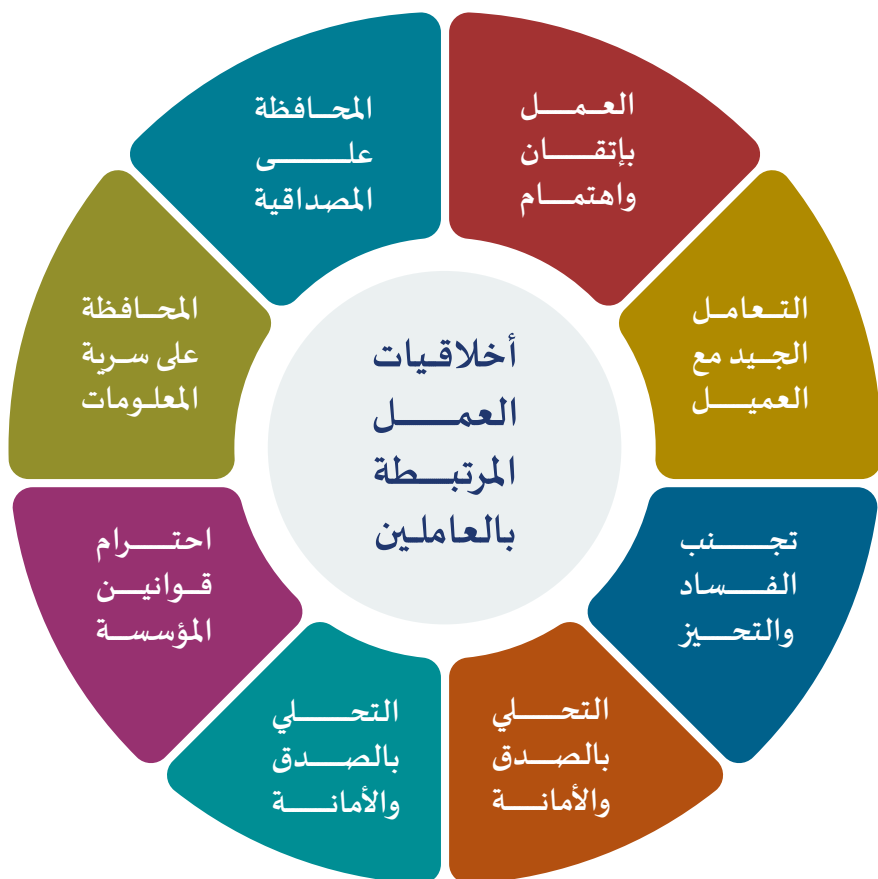 أخلاقيات
العمل
المرتبطة
بالعاملين
العمل
بإتقان
واهتمام
التعامل
الجيد مع
العميل
تجنب
الفساد
والتحيز
التحلي
بالصدق
والأمانة
التحلي
بالصدق
والأمانة
احترام
قوانين
المؤسسة
المحافظة
على سرية
المعلومات
المحافظة
على
المصداقية